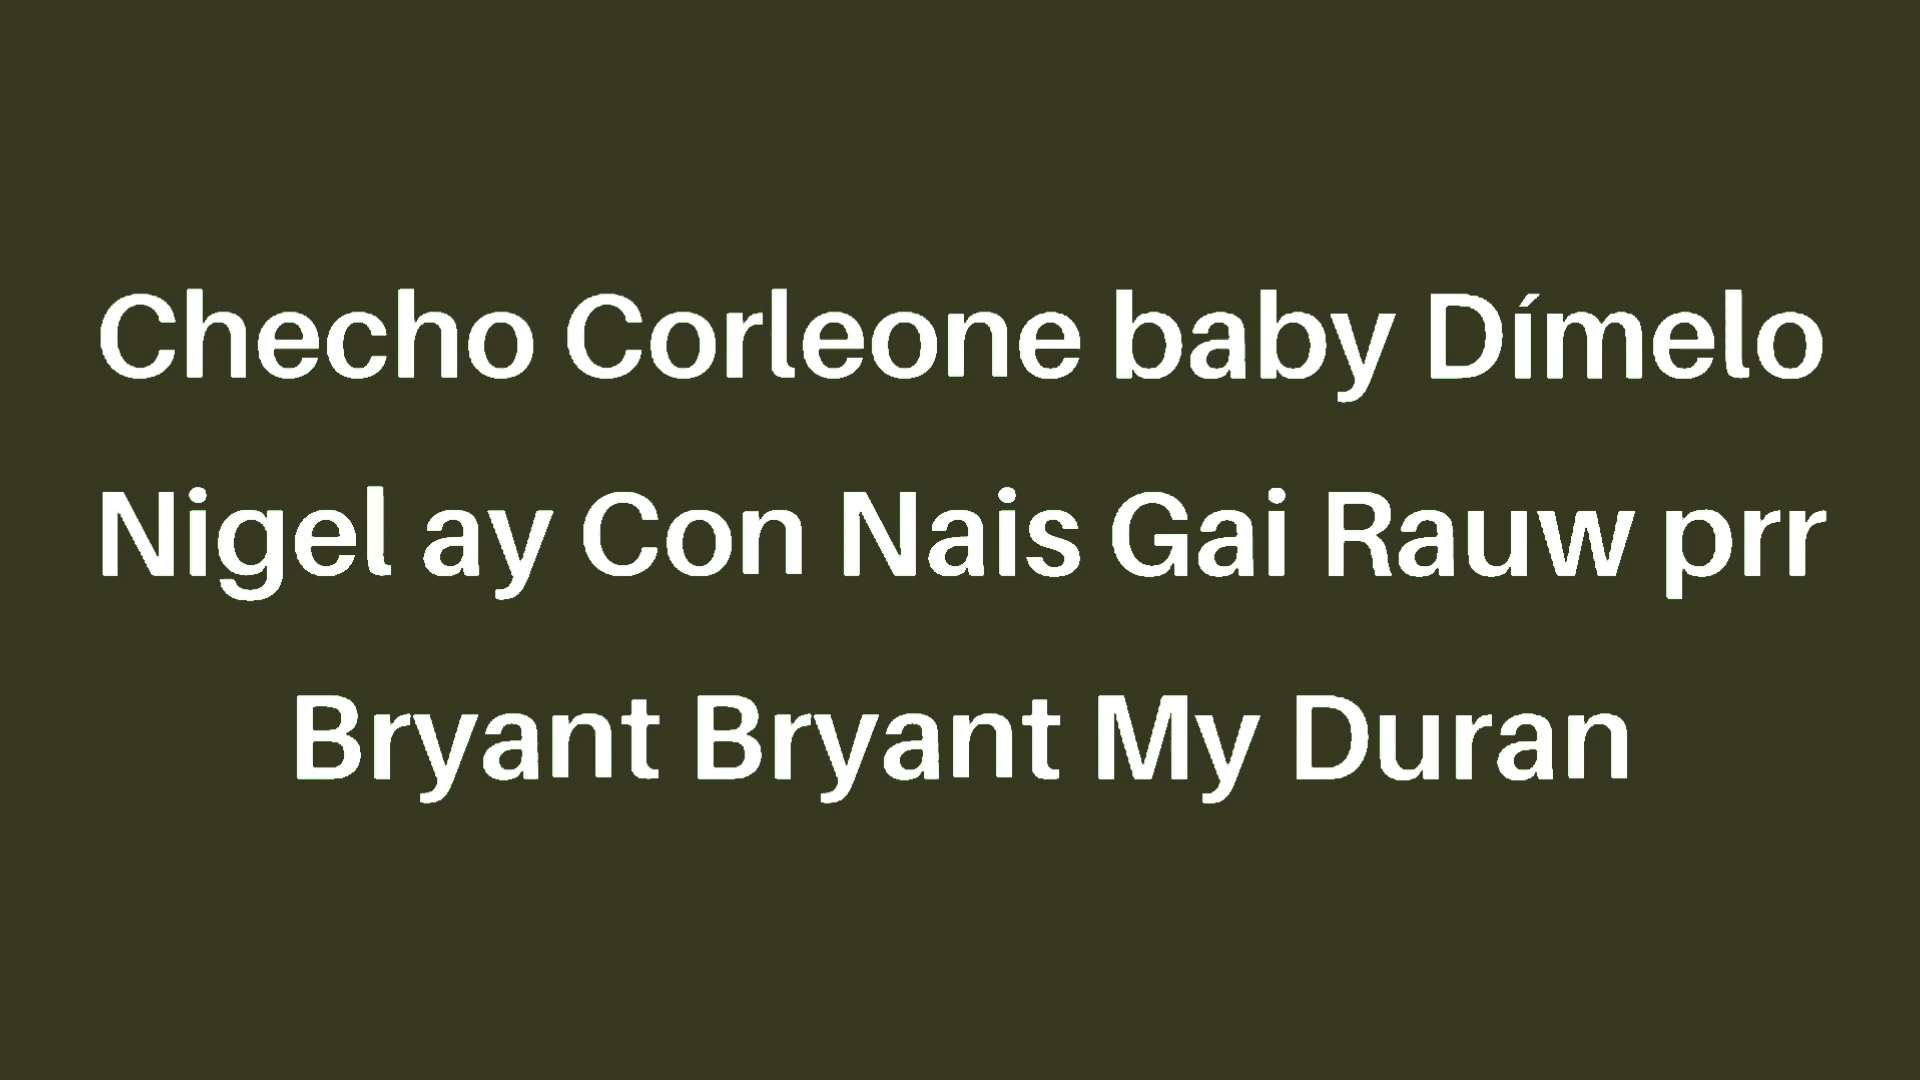 Checho Corleone baby Dímelo
Nigel ay Con Nais Gai Rauw prr
Bryant Bryant My Duran